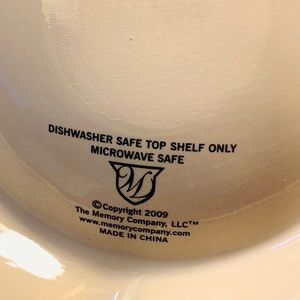 DISHWASHER SAFE TOP SHELF ONLY
MICROWAVE SAFE
M
© Copyright 2009
The Memory Company, LLC™
www.memorycompany.com
MADE IN CHINA